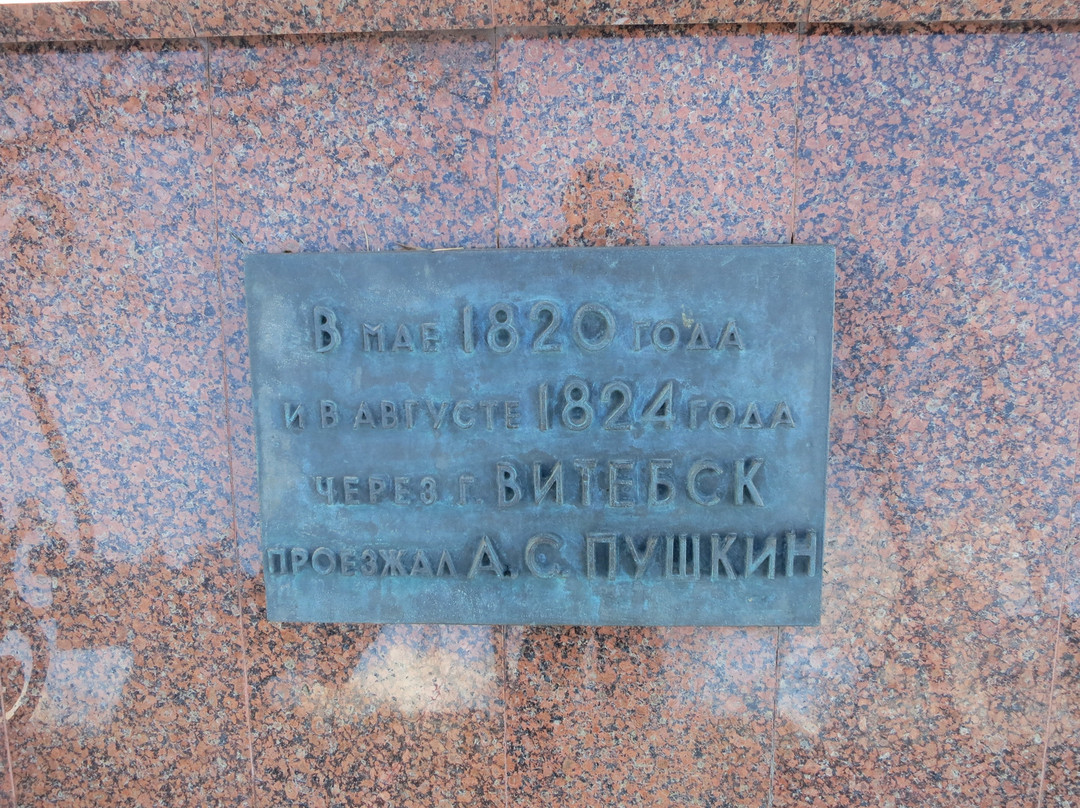 В МАЕ 1820 ГОДА
И В АВГУСТЕ 1824 ГОДА
ЧЕРЕЗ Г. ВИТЕБСК
ПРОЕЗЖАЛ А.С. ПУШКИН